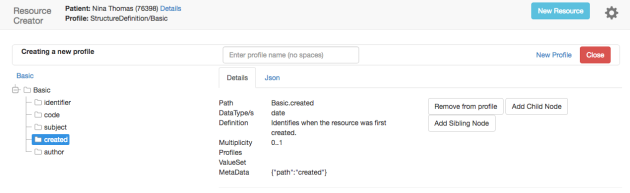 Resource Creator
Patient: Nina Thomas (76398) Details
Profile: StructureDefinition/Basic
New Resource
Creating a new profile
Enter profile name (no spaces)
New Profile
Close
Basic
Basic
identifier
code
subject
created
author
Details
Json
Path Basic.created
DataType/s date
Definition Identifies when the resource was first
created.
Multiplicity 0..1
Profiles
ValueSet
MetaData {"path":"created"}
Remove from profile
Add Child Node
Add Sibling Node